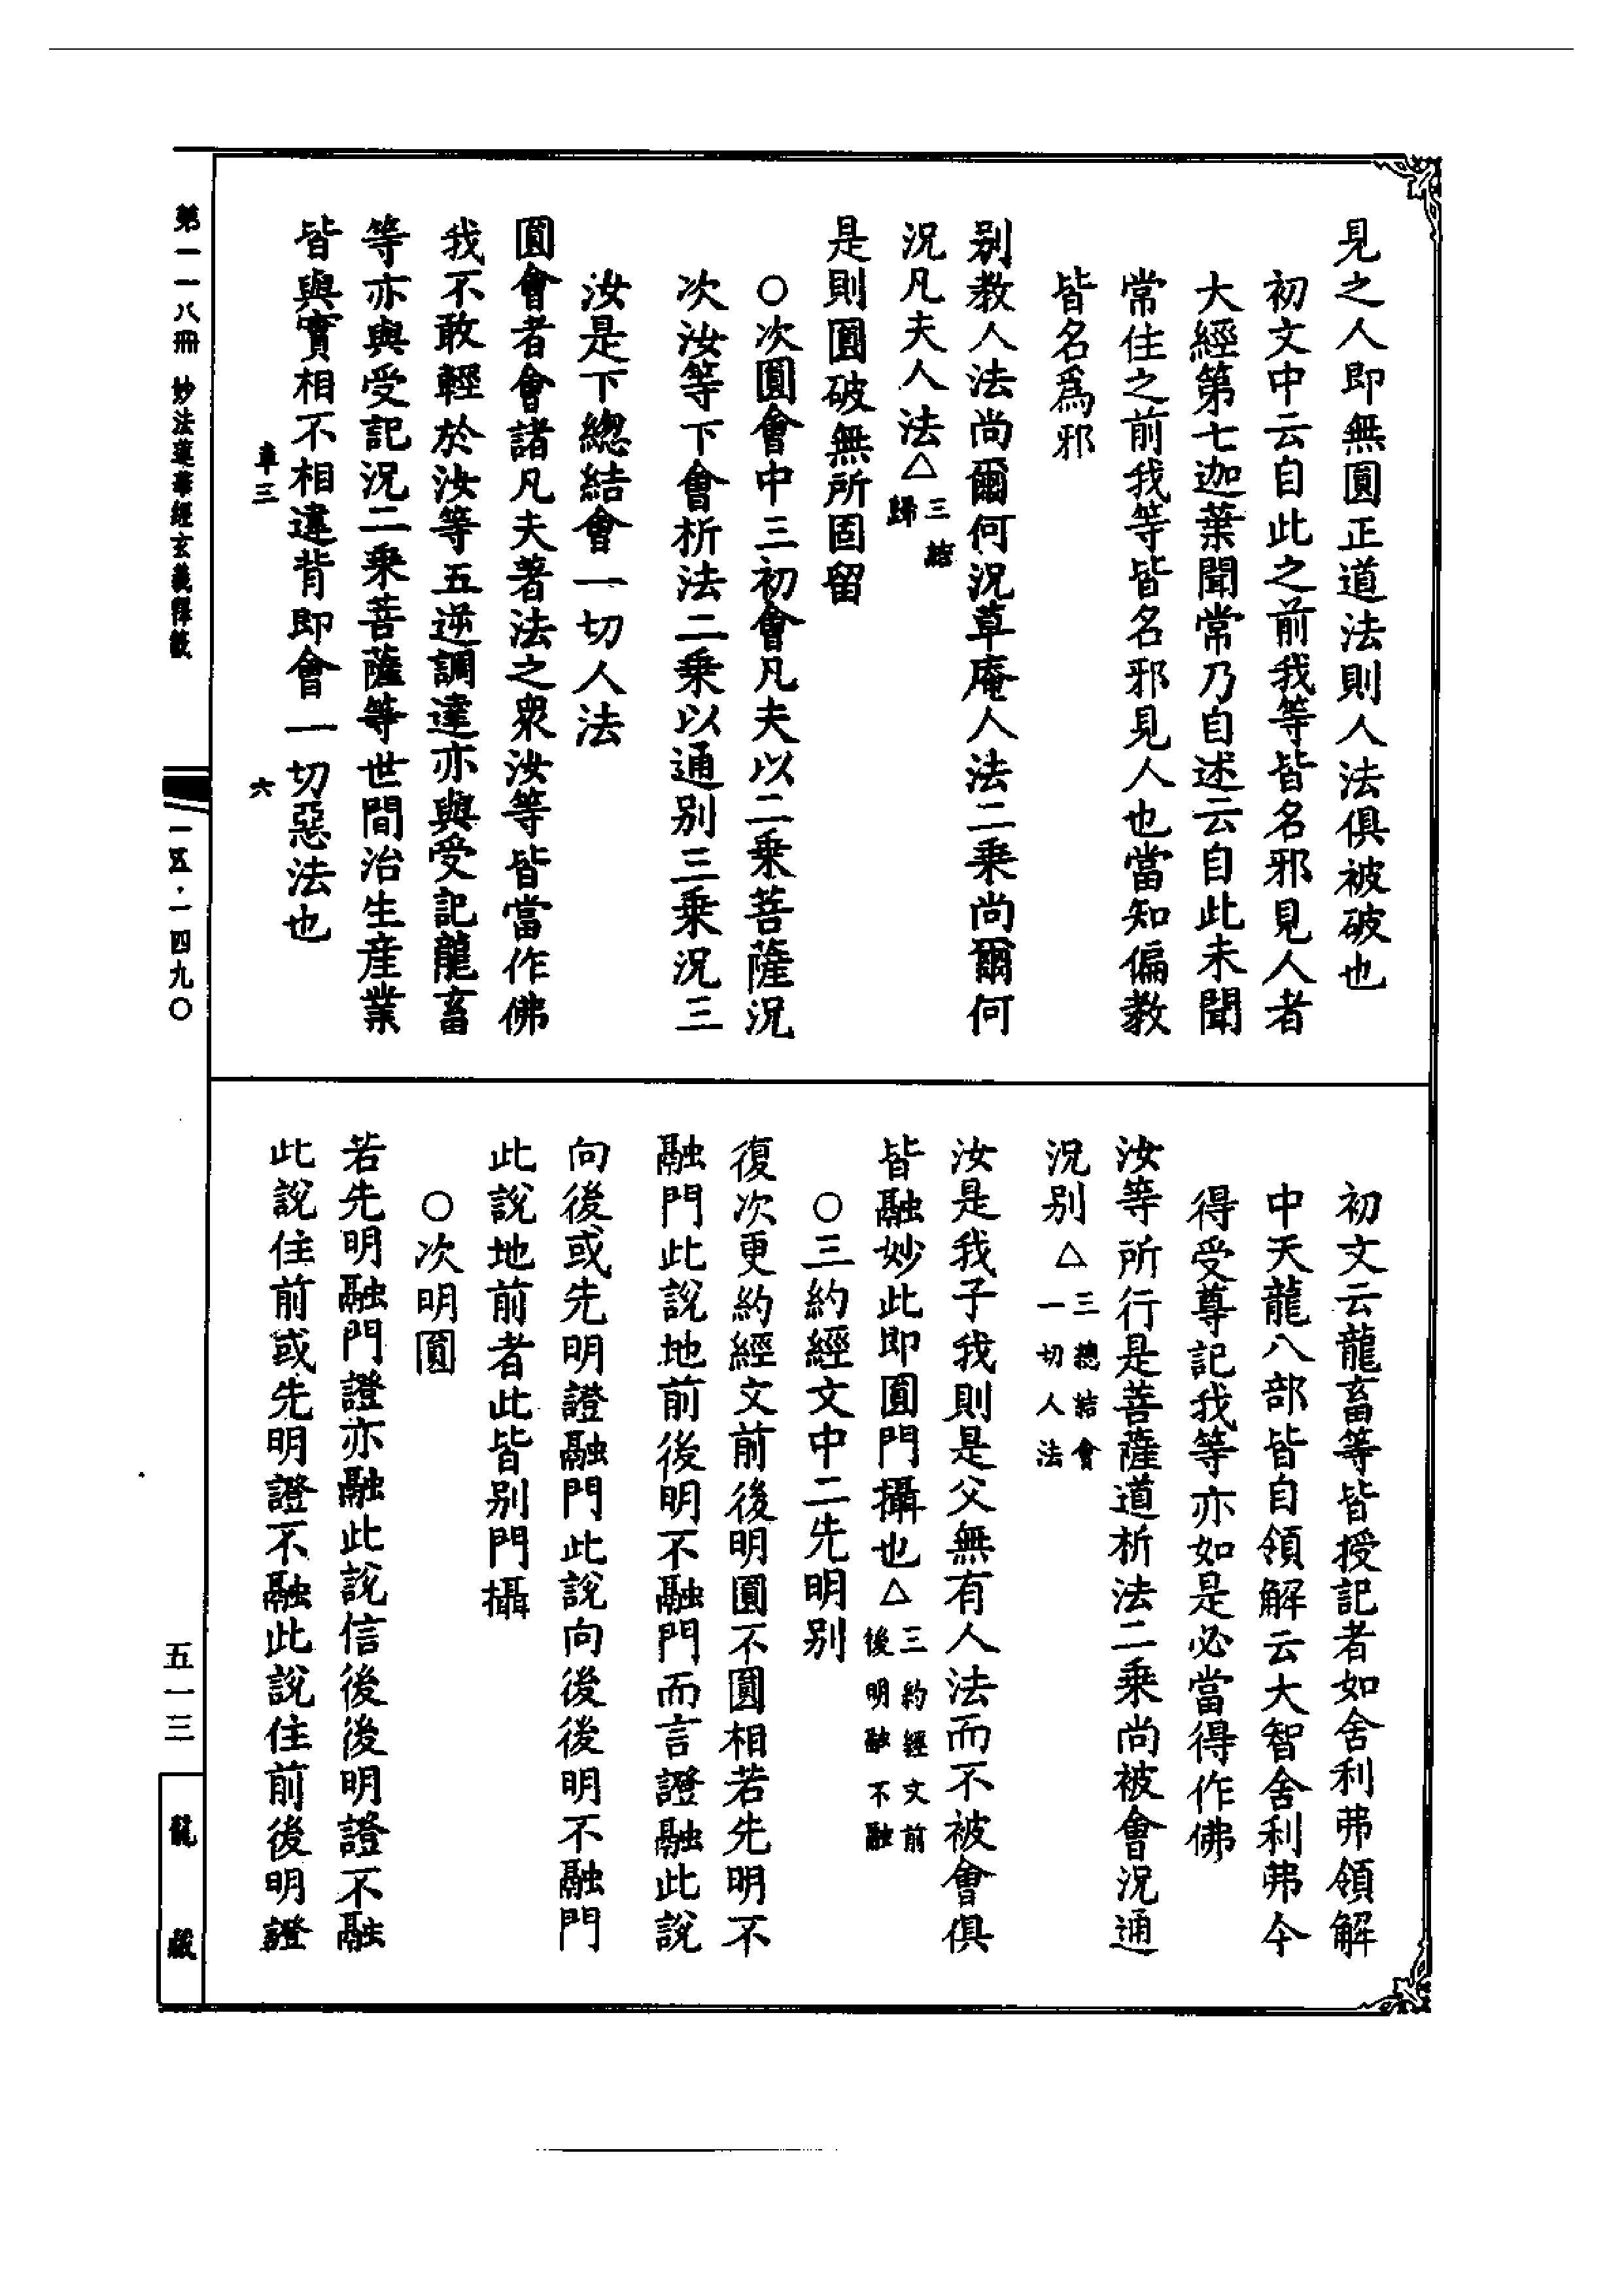 見之人即無圓正道法則人法俱被破也
初文中云自此之前我等皆名邪見人者
大經第七迦葉聞常乃自述云自此未聞
常住之前我等皆名邪見人也當知偏教
皆名爲邪
別教人法尚爾何況草庵人法二乘尚爾何
況凡夫人法△三結歸
是則圓破無所固留
○次圓會中三初會凡夫以二乘菩薩況
次汝等下會析法二乘以通別三乘況三
汝是下總結會一切人法
圓會者會諸凡夫著法之衆汝等皆當作佛
我不敢輕於汝等五逆調達亦與受記龍畜
等亦與受記況二乘菩薩等世間治生産業
皆與實相不相違背即會一切惡法也
車三 六
初文云龍畜等皆授記者如舍利弗領解
中天龍八部皆自領解云大智舍利弗今
得受尊記我等亦如是必當得作佛
汝等所行是菩薩道析法二乘尚被會況通
況別△三總結會一切人法
汝是我子我則是父無有人法而不被會俱
皆融妙此即圓門攝也△三約經文前後明融不融
○三約經文中二先明別
復次更約經文前後明圓不圓相若先明不
融門此說地前後明不融門而言證融此說
向後或先明證融門此說向後後明不融門
此說地前者此皆別門攝
○次明圓
若先明融門證亦融此說信後後明證不融
此說住前或先明證不融此說住前後明證
第一一八冊 妙法蓮華經玄義釋籤
一五·一四九〇
五一三
龍藏